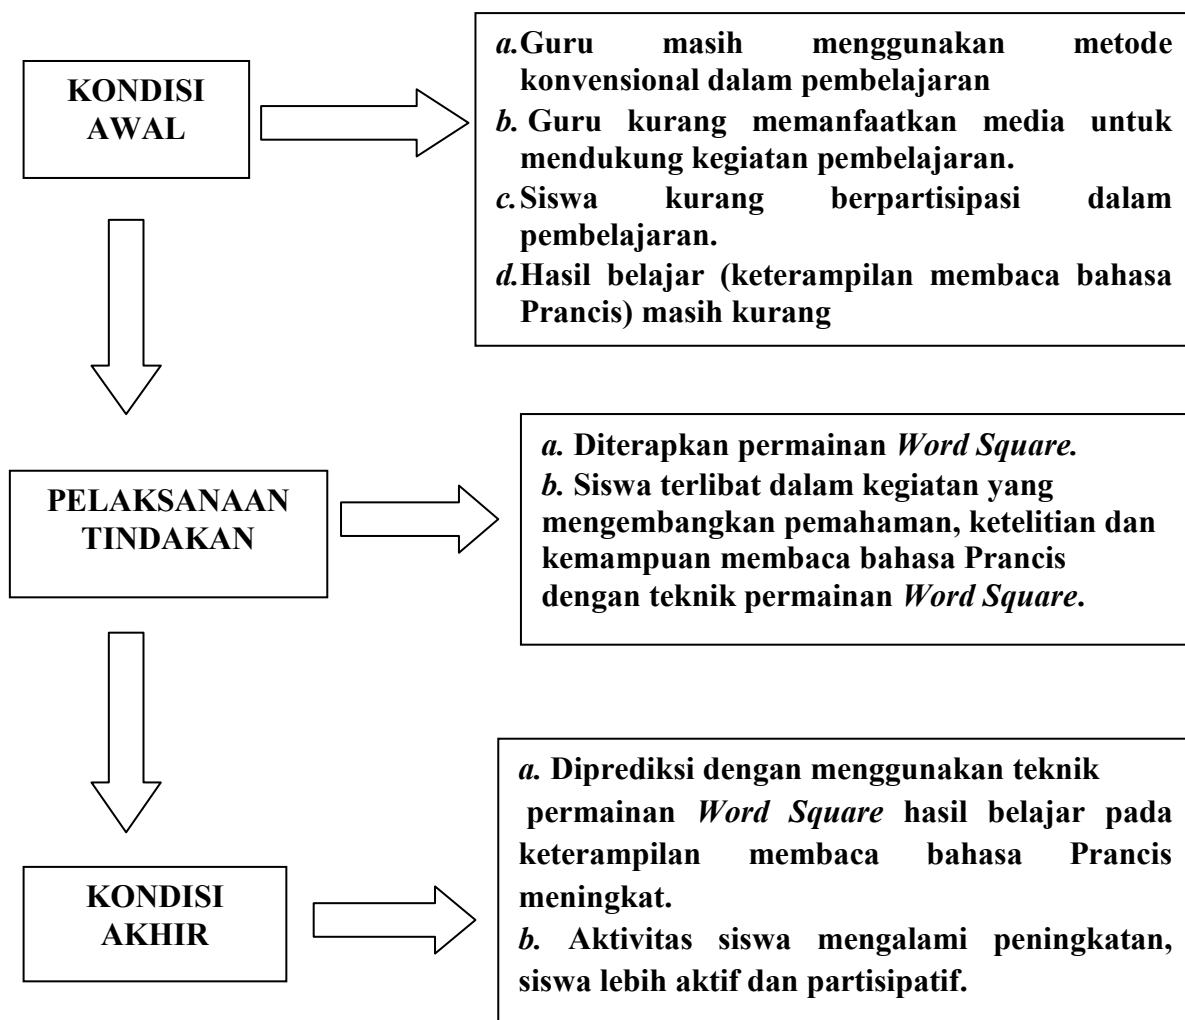 KONDISI
AWAL
a.Guru masih menggunakan metode
konvensional dalam pembelajaran
b. Guru kurang memanfaatkan media untuk
mendukung kegiatan pembelajaran.
c.Siswa kurang berpartisipasi dalam
pembelajaran.
d.Hasil belajar (keterampilan membaca bahasa
Prancis) masih kurang
PELAKSANAAN
TINDAKAN
a. Diterapkan permainan Word Square.
b. Siswa terlibat dalam kegiatan yang
mengembangkan pemahaman, ketelitian dan
kemampuan membaca bahasa Prancis
dengan teknik permainan Word Square.
KONDISI
AKHIR
a. Diprediksi dengan menggunakan teknik
permainan Word Square hasil belajar pada
keterampilan membaca bahasa Prancis
meningkat.
b. Aktivitas siswa mengalami peningkatan,
siswa lebih aktif dan partisipatif.